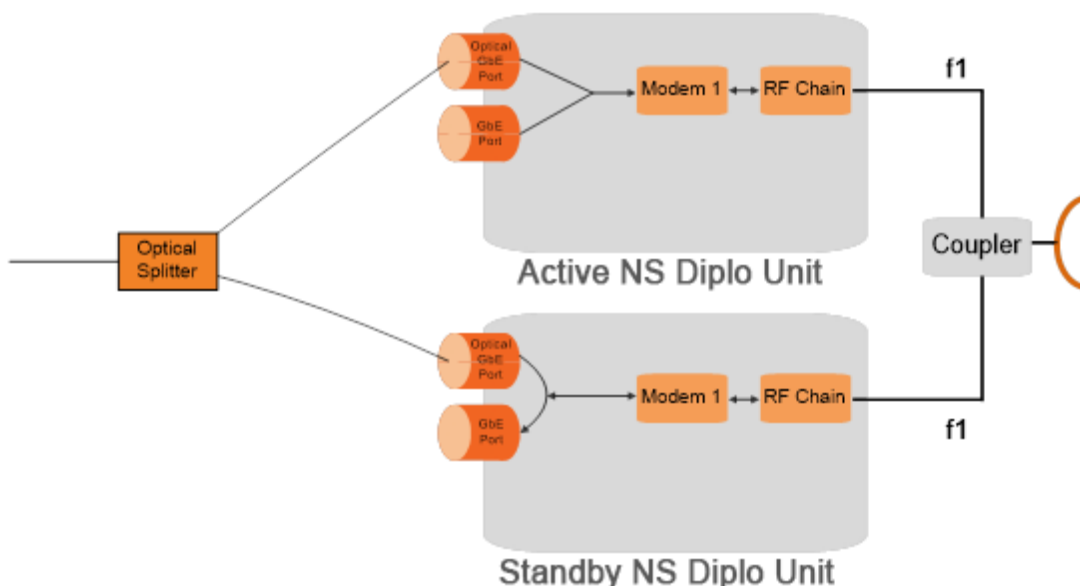 Optical
GbE
Port
GbE
Port
Modem 1
RF Chain
f1
Optical
Splitter
Coupler
Active NS Diplo Unit
Optical
GbE
Port
GbE
Port
Modem 1
RF Chain
f1
Standby NS Diplo Unit